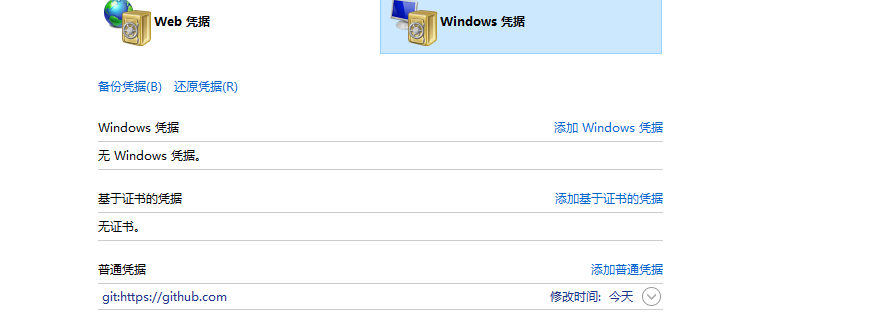 Web 凭据 Windows 凭据
备份凭据(B) 还原凭据(R)
Windows 凭据 添加 Windows 凭据
无 Windows 凭据。
基于证书的凭据 添加基于证书的凭据
无证书。
普通凭据 添加普通凭据
git:https://github.com 修改时间: 今天